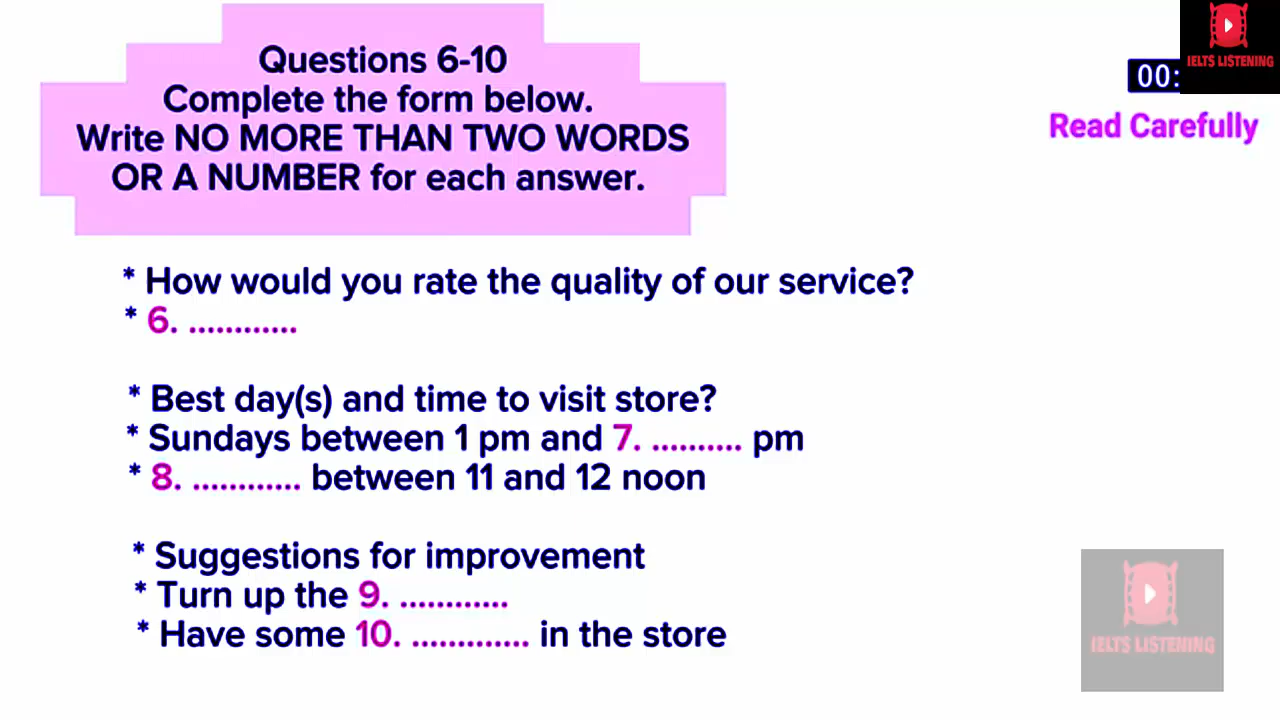 Questions 6-10
Complete the form below.
Write NO MORE THAN TWO WORDS
OR A NUMBER for each answer.
IELTS LISTENING
00:
Read Carefully
* How would you rate the quality of our service?
* 6. ............
* Best day(s) and time to visit store?
* Sundays between 1 pm and 7. .......... pm
* 8. ............ between 11 and 12 noon
* Suggestions for improvement
* Turn up the 9. ............
* Have some 10. ............. in the store
IELTS LISTENING